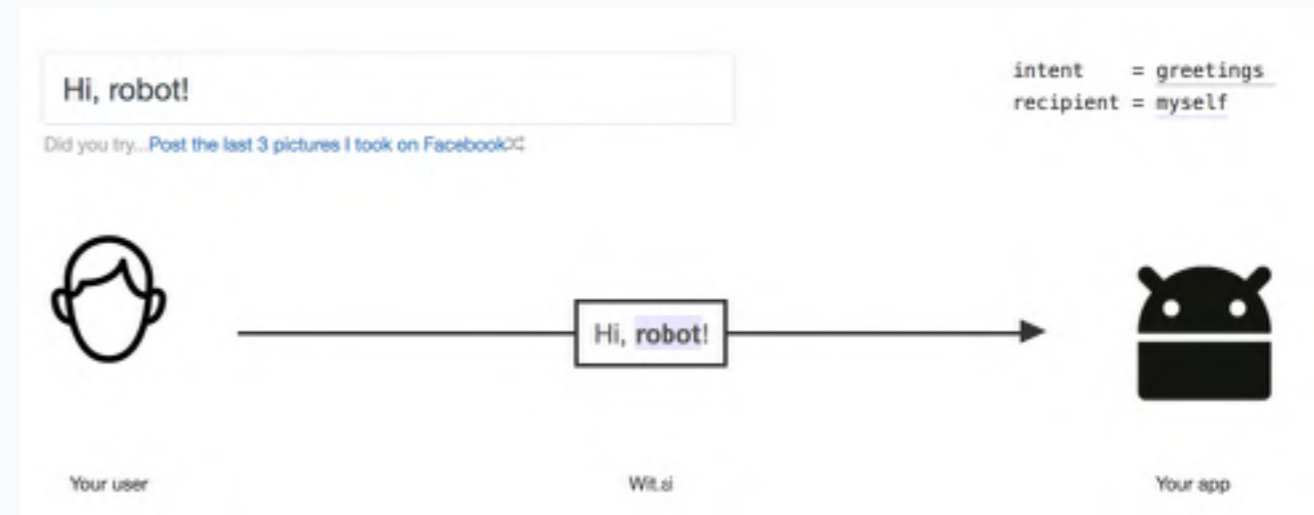 Hi, robot!
intent = greetings
recipient = myself
Did you try...Post the last 3 pictures I took on Facebook
Hi, robot!
Your user
Wit.ai
Your app